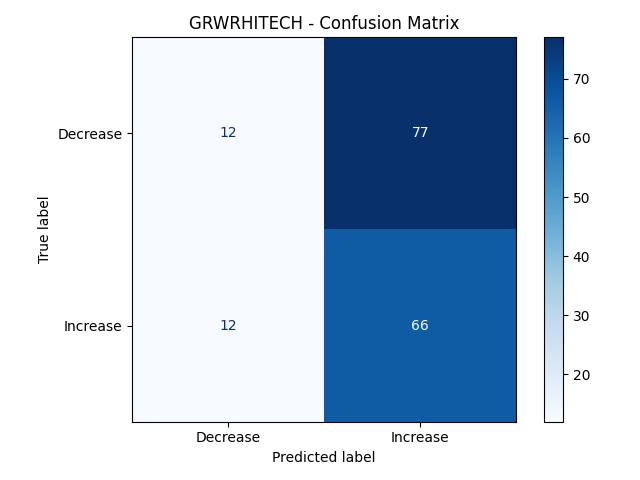 GRWRHITECH - Confusion Matrix
True label
Decrease
Increase
12
77
12
66
Decrease
Increase
Predicted label
70
60
50
40
30
20